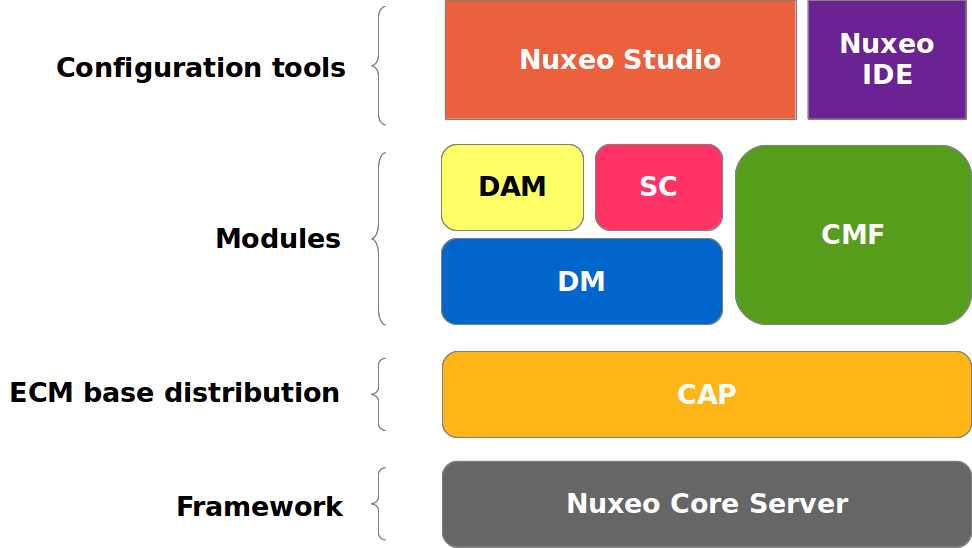 Configuration tools
Nuxeo Studio
Nuxeo
IDE
Modules
DAM
SC
CMF
DM
ECM base distribution
CAP
Framework
Nuxeo Core Server